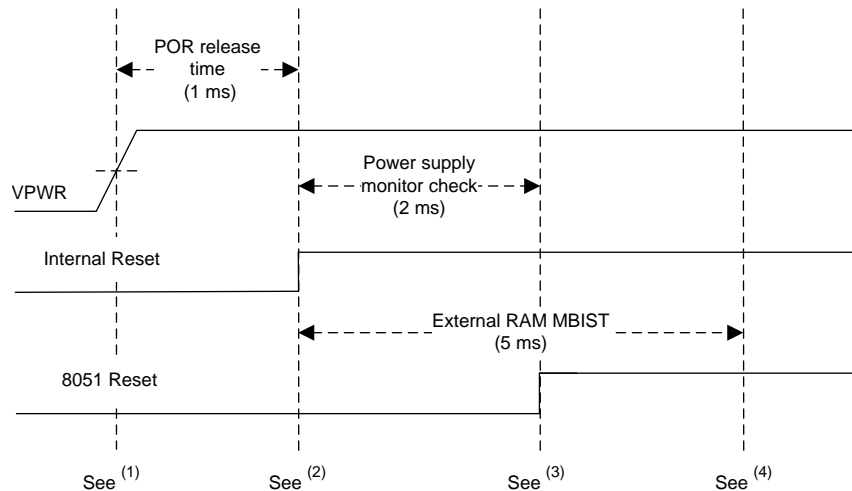 POR release
time
(1 ms)
VPWR
Power supply
monitor check
(2 ms)
Internal Reset
External RAM MBIST
(5 ms)
8051 Reset
See (1)
See (2)
See (3)
See (4)